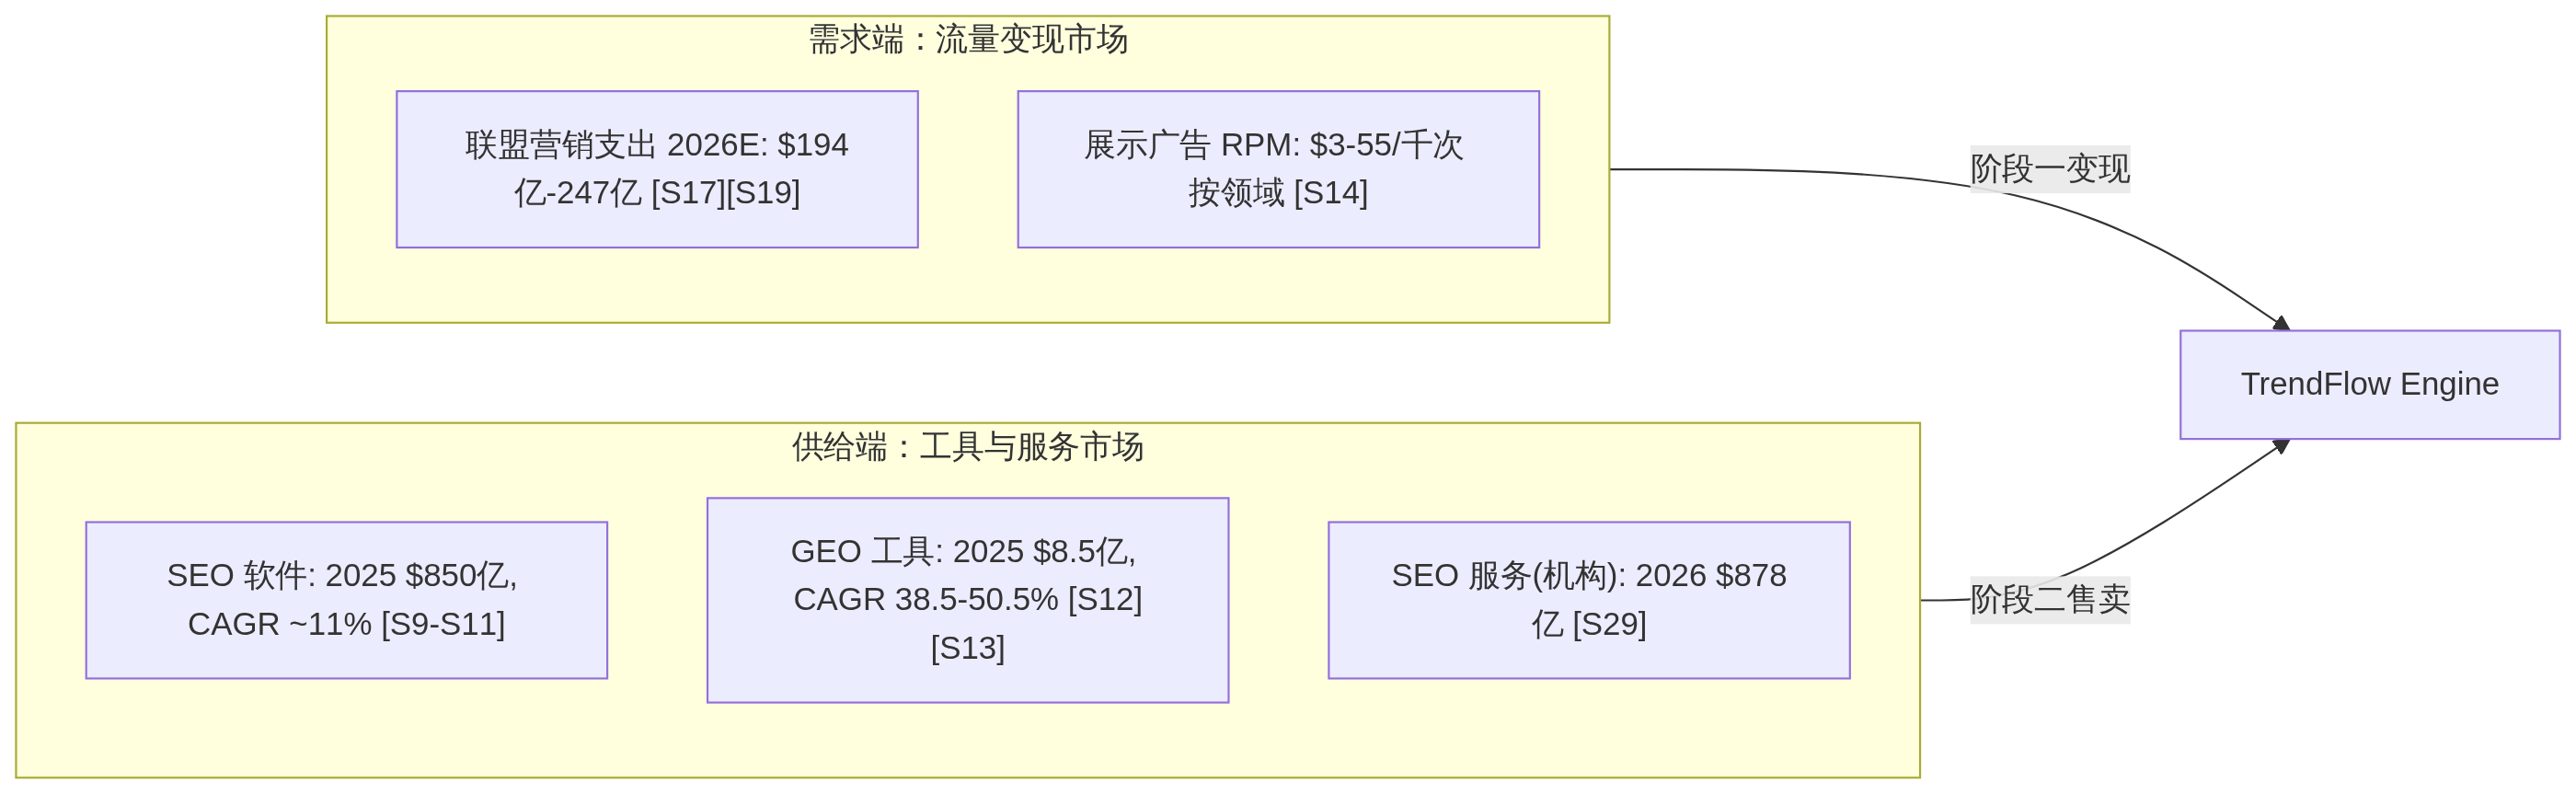 需求端：流量变现市场
联盟营销支出 2026E: $194
亿-247亿 [S17][S19]
展示广告 RPM: $3-55/千次
按领域 [S14]
阶段一变现
TrendFlow Engine
供给端：工具与服务市场
SEO 软件: 2025 $850亿,
CAGR ~11% [S9-S11]
GEO 工具: 2025 $8.5亿,
CAGR 38.5-50.5% [S12]
[S13]
SEO 服务(机构): 2026 $878
亿 [S29]
阶段二售卖